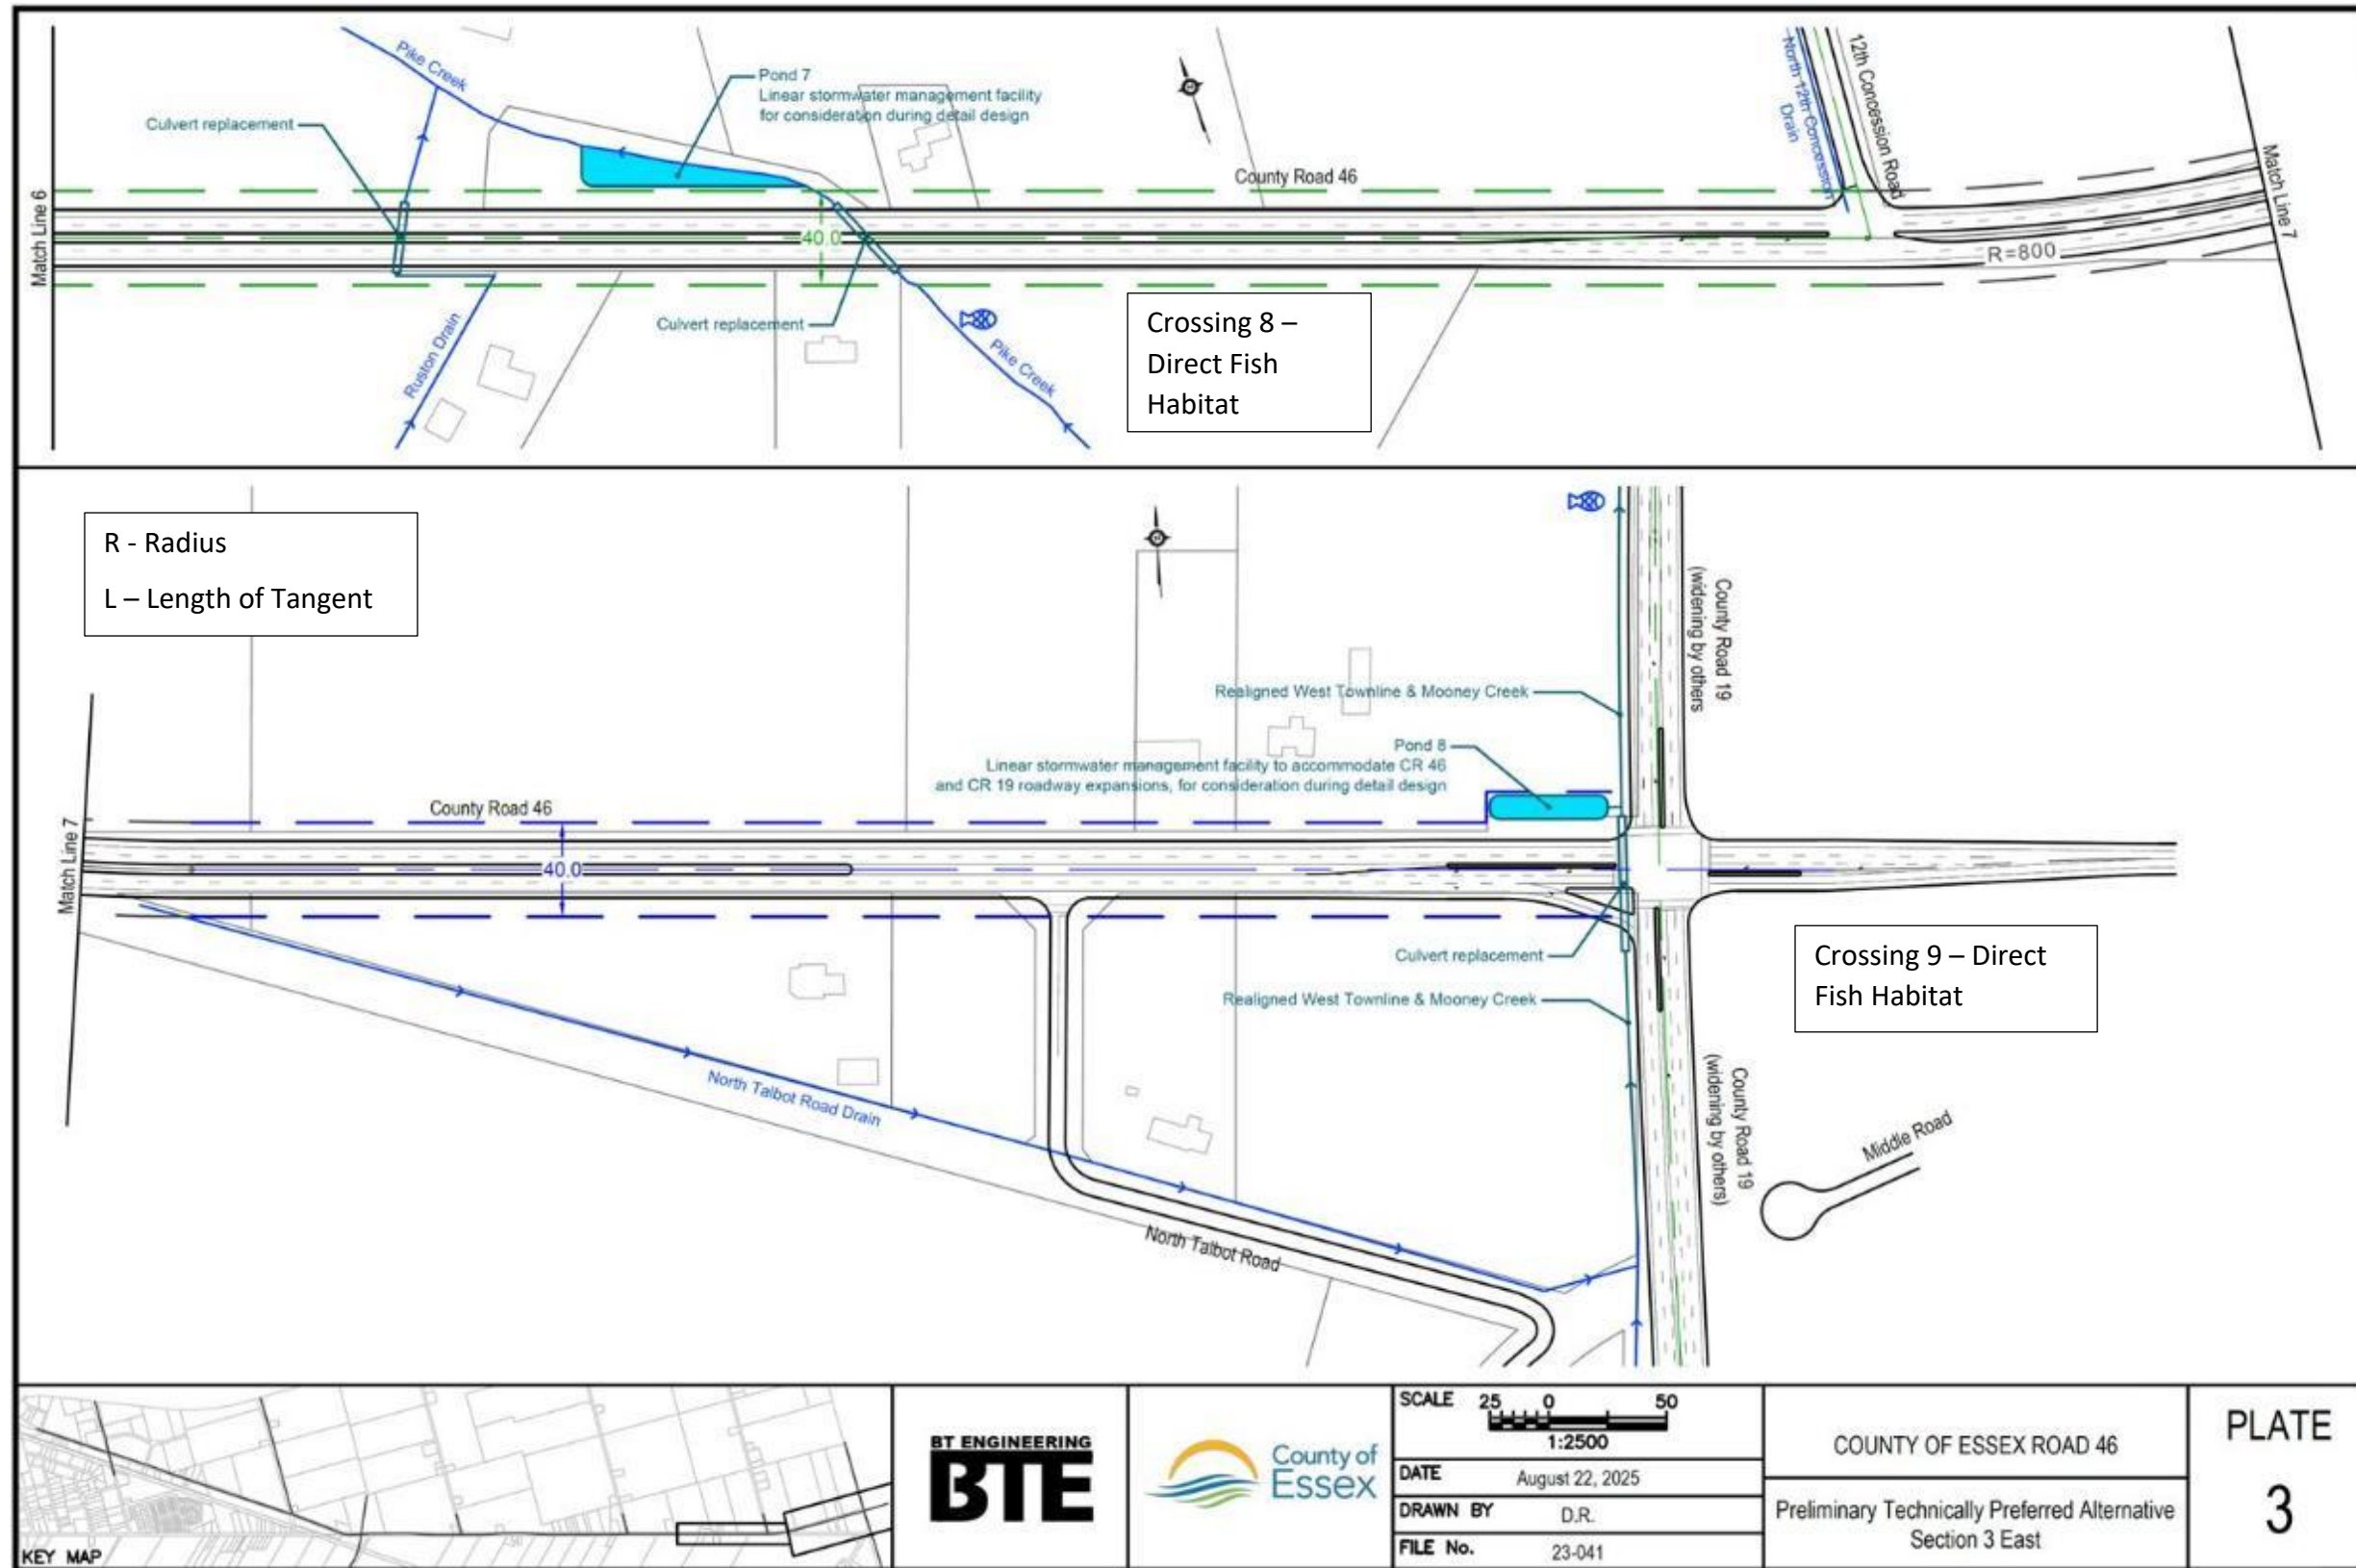 Pike Creek
Pond 7
Linear stormwater management facility
for consideration during detail design
Culvert replacement
North 12th Concession
Drain
12th Concession Road
County Road 46
Match Line 6
Match Line 7
40.0
R=800
Ruston Drain
Culvert replacement
Pike Creek
Crossing 8 –
Direct Fish
Habitat
R - Radius
L – Length of Tangent
County Road 19
(widening by others
Realigned West Townline & Mooney Creek
Pond 8
Linear stormwater management facility to accommodate CR 46
and CR 19 roadway expansions, for consideration during detail design
County Road 46
Match Line 7
40.0
Culvert replacement
Realigned West Townline & Mooney Creek
Crossing 9 – Direct
Fish Habitat
North Talbot Road Drain
County Road 19
(widening by others)
Middle Road
North Talbot Road
KEY MAP
BT ENGINEERING
BTE
County of
Essex
SCALE 25 0 50
1:2500
DATE August 22, 2025
DRAWN BY D.R.
FILE No. 23-041
COUNTY OF ESSEX ROAD 46
Preliminary Technically Preferred Alternative
Section 3 East
PLATE
3